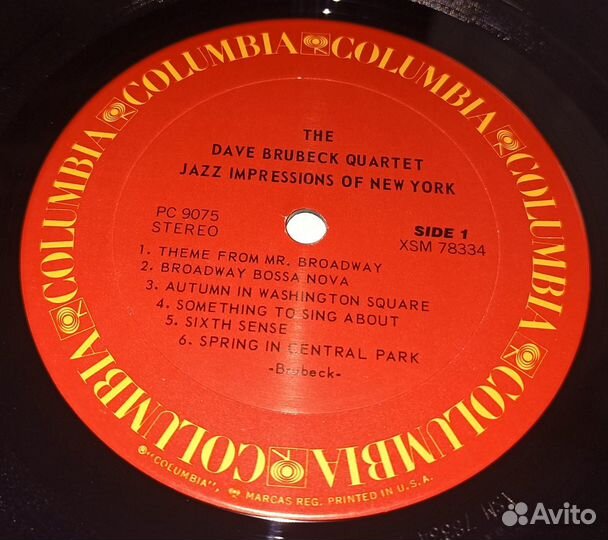 COLUMBIA COLUMBIA COLUMBIA COLUMBIA COLUMBIA COLUMBIA
THE
DAVE BRUBECK QUARTET
JAZZ IMPRESSIONS OF NEW YORK
PC 9075
STEREO
SIDE 1
XSM 78334
1. THEME FROM MR. BROADWAY
2. BROADWAY BOSSA NOVA
3. AUTUMN IN WASHINGTON SQUARE
4. SOMETHING TO SING ABOUT
5. SIXTH SENSE
6. SPRING IN CENTRAL PARK
-Brubeck-
®"COLUMBIA", MARCAS REG. PRINTED IN U.S.A.
Avito